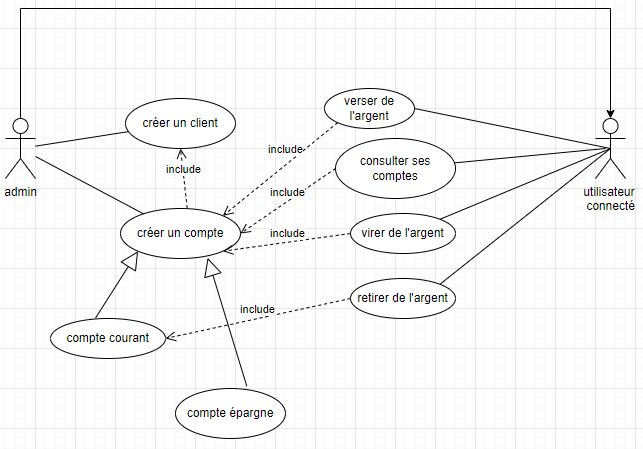 verser de
l'argent
créer un client
include
consulter ses
comptes
include
admin
include
utilisateur
connecté
créer un compte
include
virer de l'argent
retirer de l'argent
include
compte courant
compte épargne